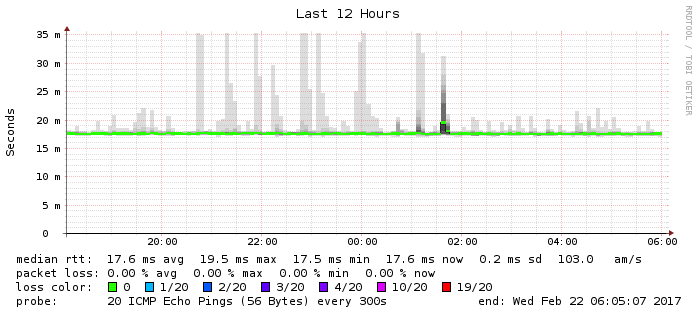 Last 12 Hours
RRDTOOL / TOBI OETIKER
Seconds
35 m
30 m
25 m
20 m
15 m
10 m
5 m
0
20:00 22:00 00:00 02:00 04:00 06:00
median rtt: 17.6 ms avg 19.5 ms max 17.5 ms min 17.6 ms now 0.2 ms sd 103.0 am/s
packet loss: 0.00 % avg 0.00 % max 0.00 % min 0.00 % now
loss color: 0 1/20 2/20 3/20 4/20 10/20 19/20
probe: 20 ICMP Echo Pings (56 Bytes) every 300s end: Wed Feb 22 06:05:07 2017